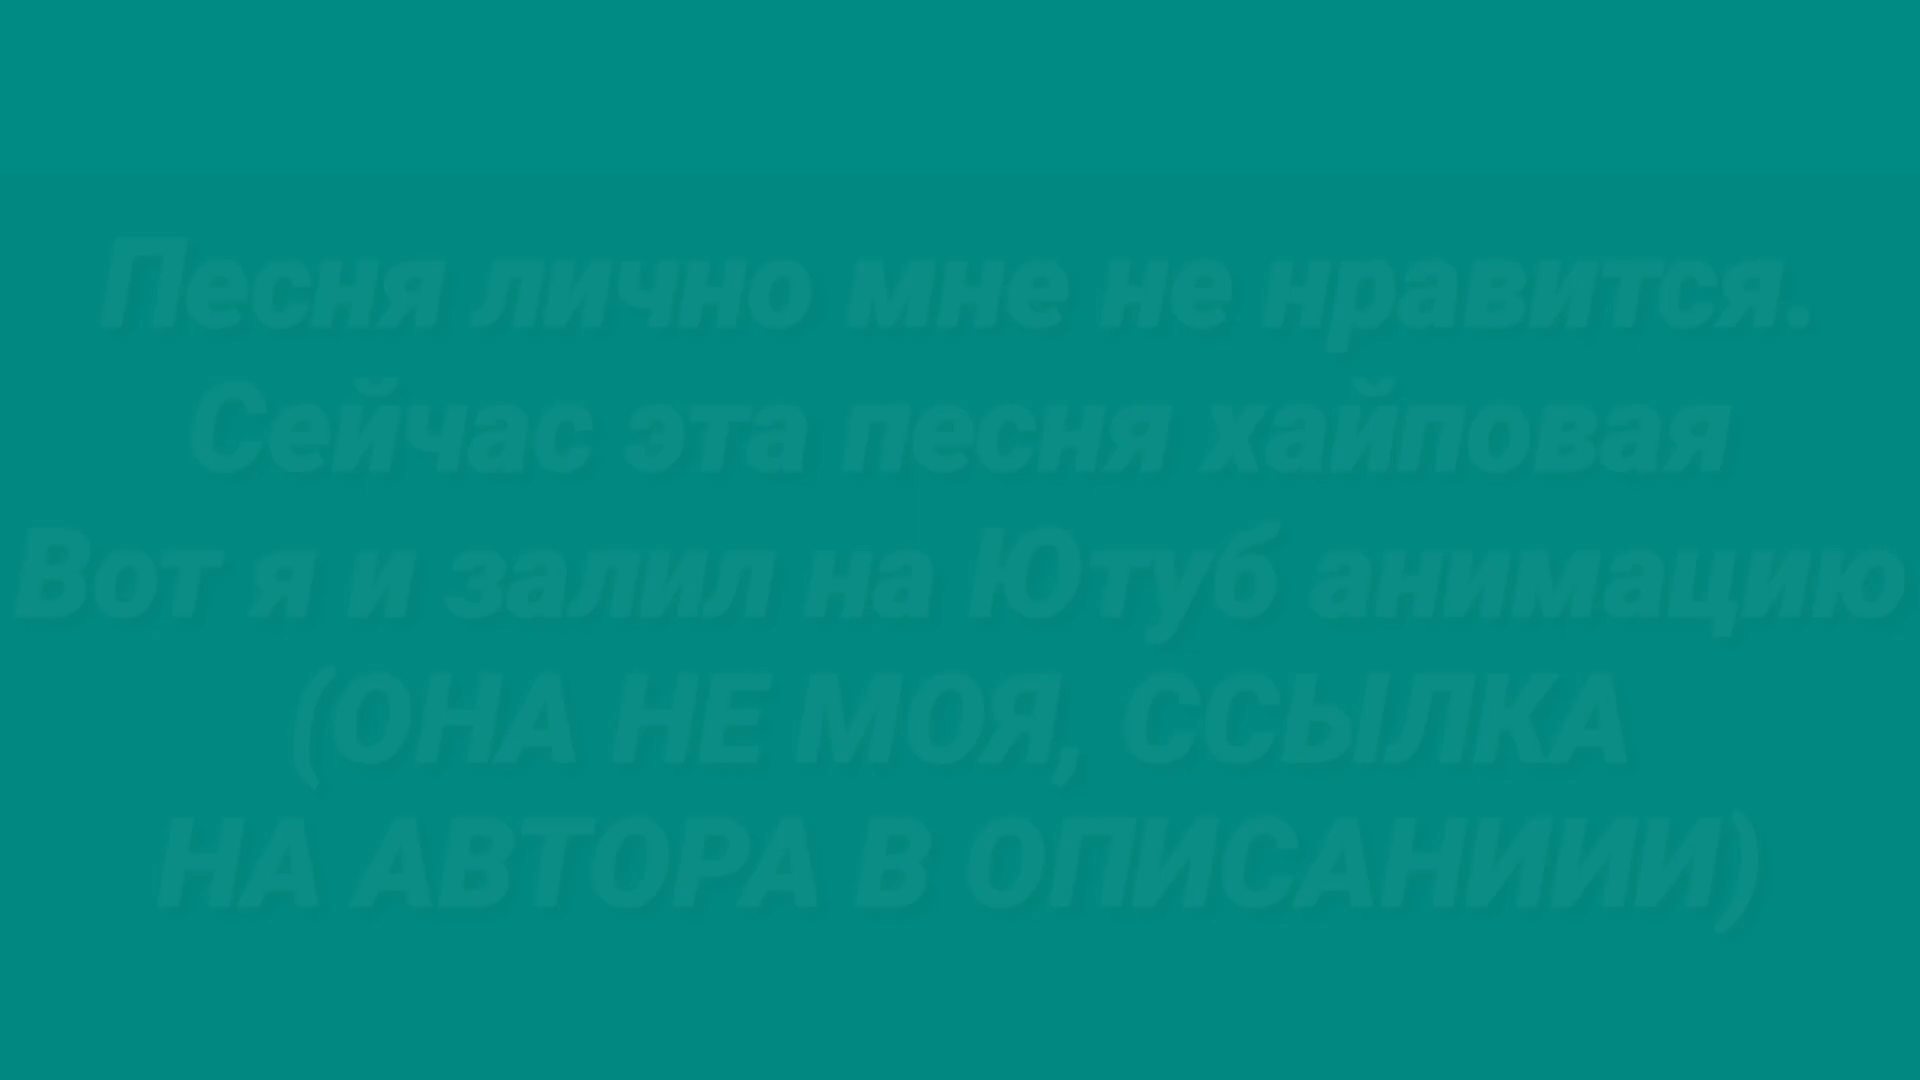 Песня лично мне не нравится.
Сейчас эта песня хайповая
Вот я и залил на Ютуб анимацию
(ОНА НЕ МОЯ, ССЫЛКА
НА АВТОРА В ОПИСАНИИИ)